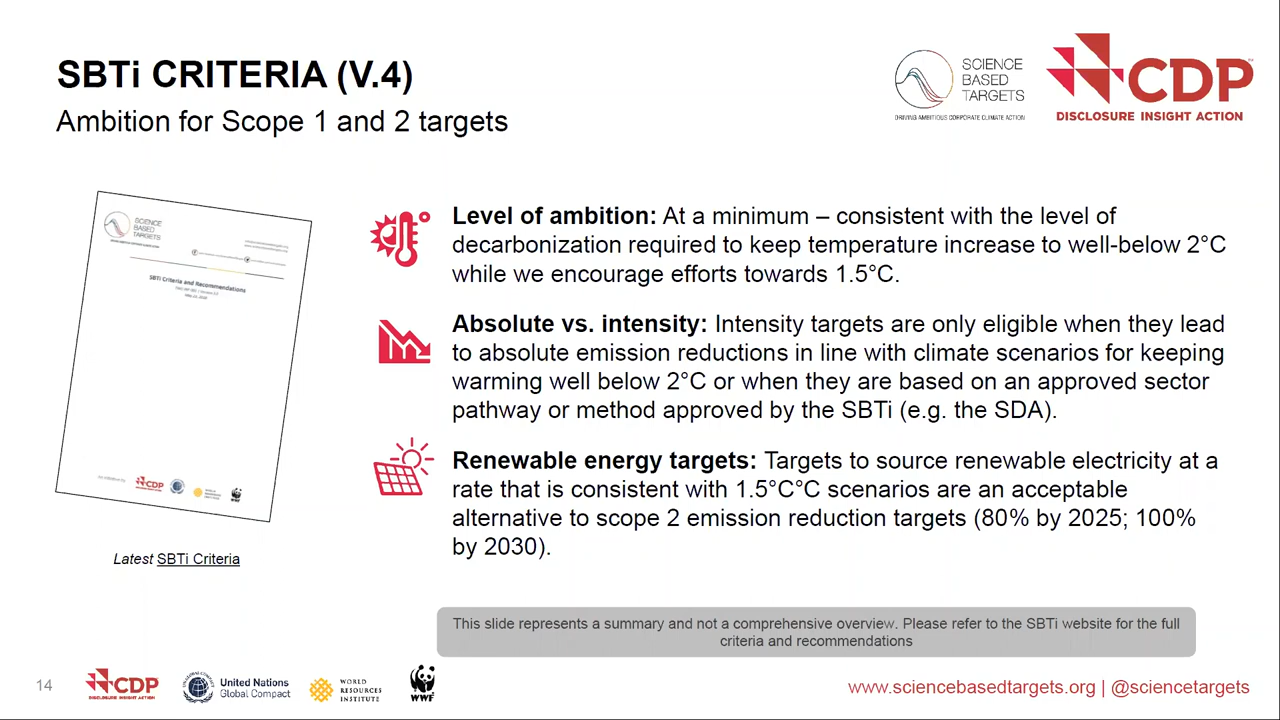 SBTi CRITERIA (V.4)
Ambition for Scope 1 and 2 targets
SCIENCE
BASED
TARGETS
DRIVING AMBITIOUS CORPORATE CLIMATE ACTION
CDP
DISCLOSURE INSIGHT ACTION
SCIENCE
BASED
TARGETS
SBTi Criteria and Recommendations
CDP
WWF
Latest SBTi Criteria
Level of ambition: At a minimum – consistent with the level of
decarbonization required to keep temperature increase to well-below 2°C
while we encourage efforts towards 1.5°C.
Absolute vs. intensity: Intensity targets are only eligible when they lead
to absolute emission reductions in line with climate scenarios for keeping
warming well below 2°C or when they are based on an approved sector
pathway or method approved by the SBTi (e.g. the SDA).
Renewable energy targets: Targets to source renewable electricity at a
rate that is consistent with 1.5°C°C scenarios are an acceptable
alternative to scope 2 emission reduction targets (80% by 2025; 100%
by 2030).
This slide represents a summary and not a comprehensive overview. Please refer to the SBTi website for the full
criteria and recommendations
14
CDP
DISCLOSURE INSIGHT ACTION
United Nations
Global Compact
WORLD
RESOURCES
INSTITUTE
WWF
www.sciencebasedtargets.org | @sciencetargets